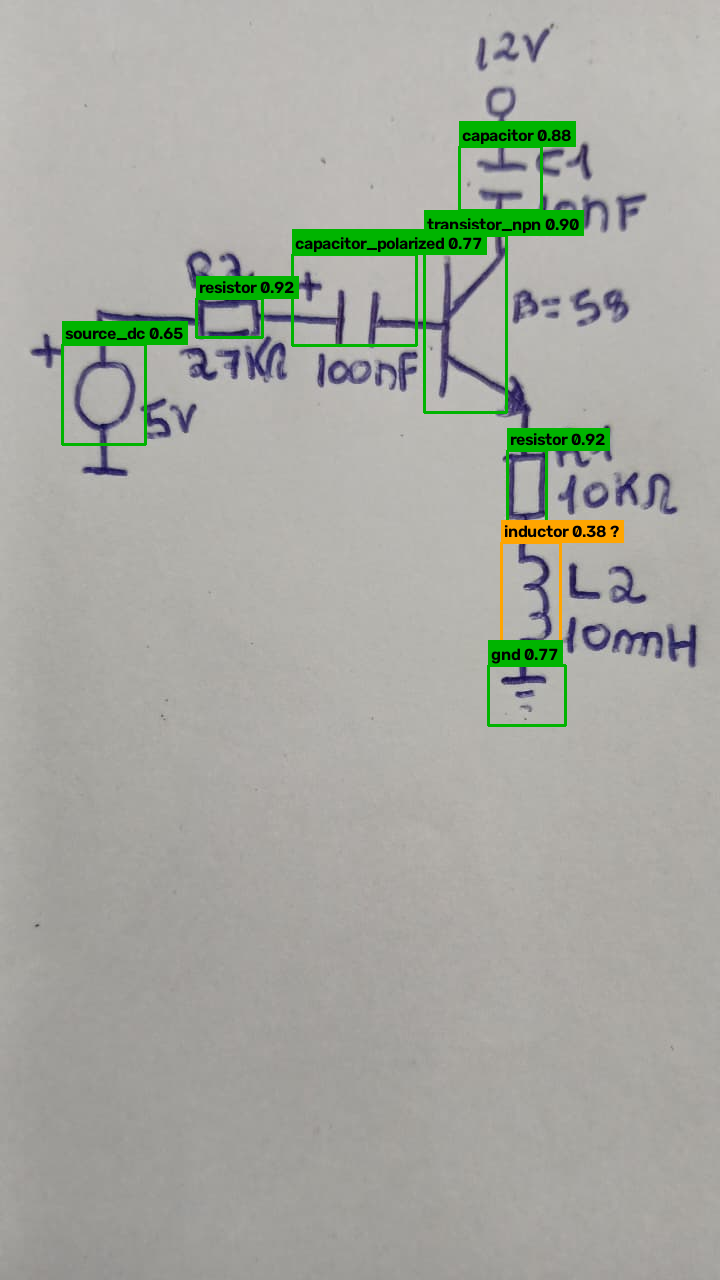 12V
capacitor 0.88
C1
transistor_npn 0.90
nF
capacitor_polarized 0.77
resistor 0.92
+
source_dc 0.65
+
27KΩ
100nF
B=58
5V
resistor 0.92
10KΩ
inductor 0.38 ?
L2
10mH
gnd 0.77